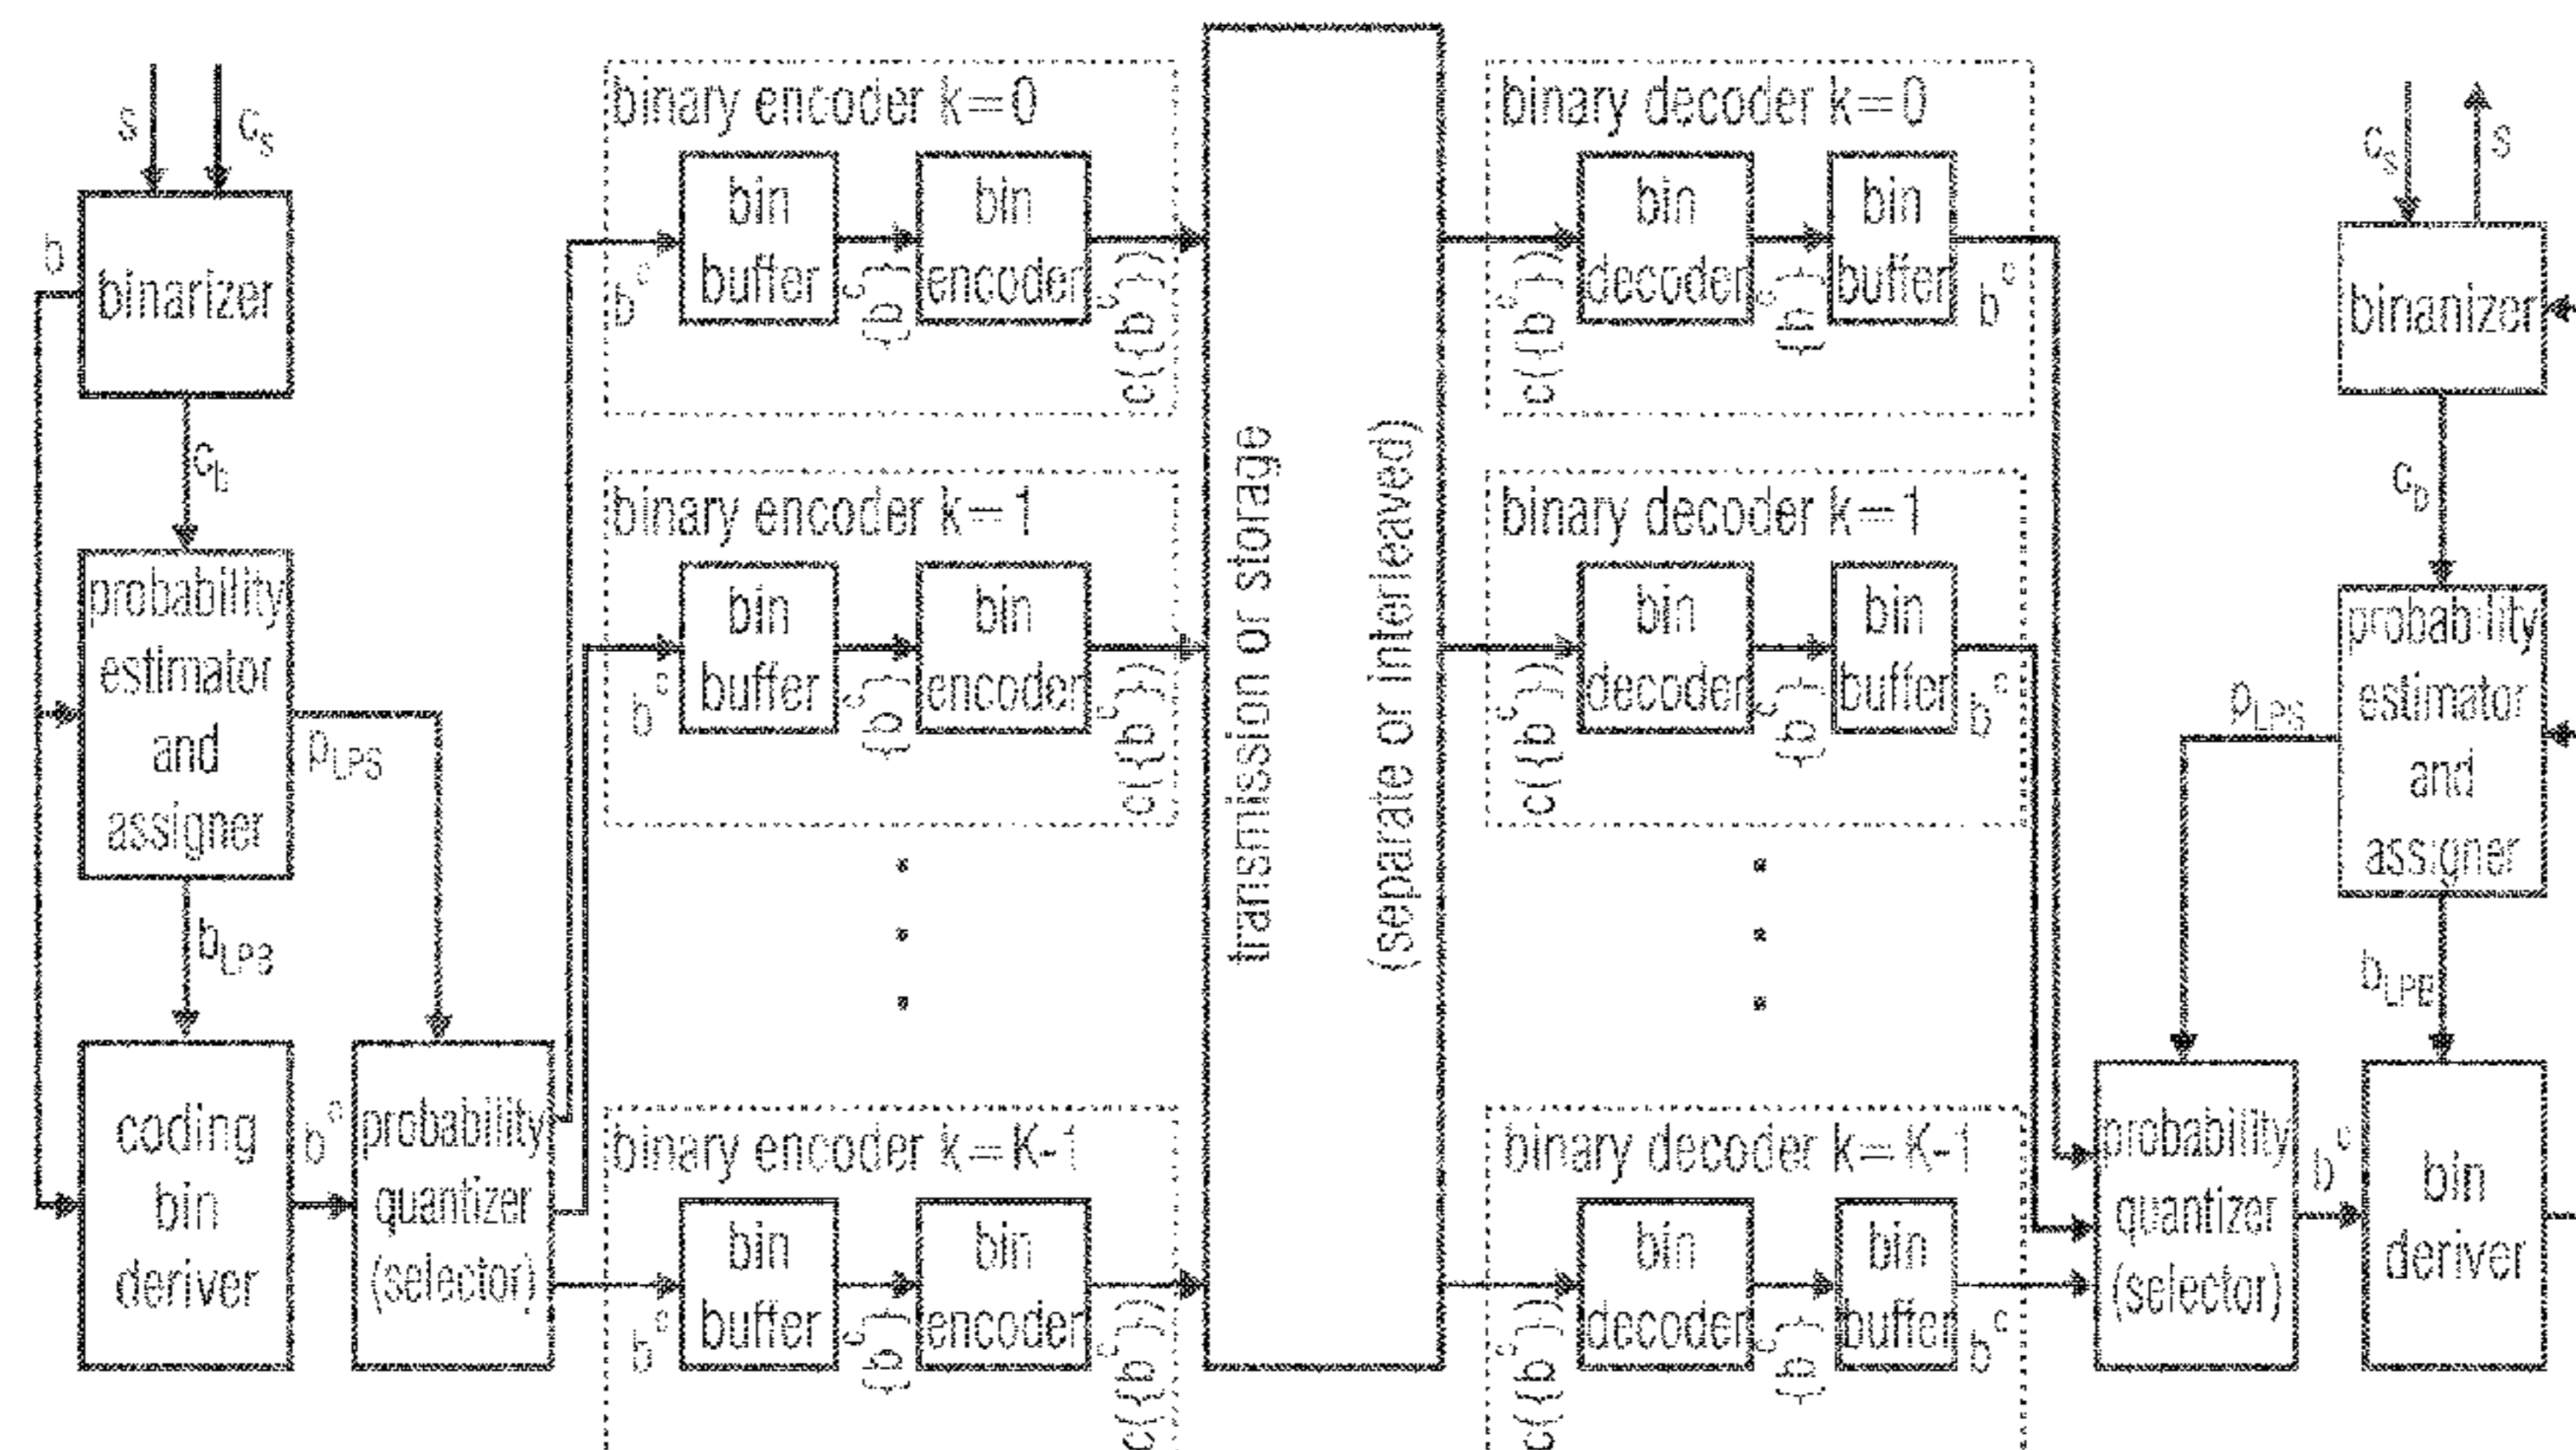 s
c_s
b
binarizer
c_b
probability
estimator
and
assigner
p_LPS
b_LPB
coding
bin
deriver
b^c
probability
quantizer
(selector)
binary encoder k=0
b^c
bin
buffer
{b^c}
bin
encoder
c({b^c})
binary encoder k=1
b^c
bin
buffer
{b^c}
bin
encoder
c({b^c})
binary encoder k=K-1
b^c
bin
buffer
{b^c}
bin
encoder
c({b^c})
transmission or storage
(separate or interleaved)
binary decoder k=0
c({b^c})
bin
decoder
{b^c}
bin
buffer
b^c
binary decoder k=1
c({b^c})
bin
decoder
{b^c}
bin
buffer
b^c
binary decoder k=K-1
c({b^c})
bin
decoder
{b^c}
bin
buffer
b^c
c_s
s
binanizer
c_b
probability
estimator
and
assigner
p_LPS
b_LPB
probability
quantizer
(selector)
b^c
bin
deriver